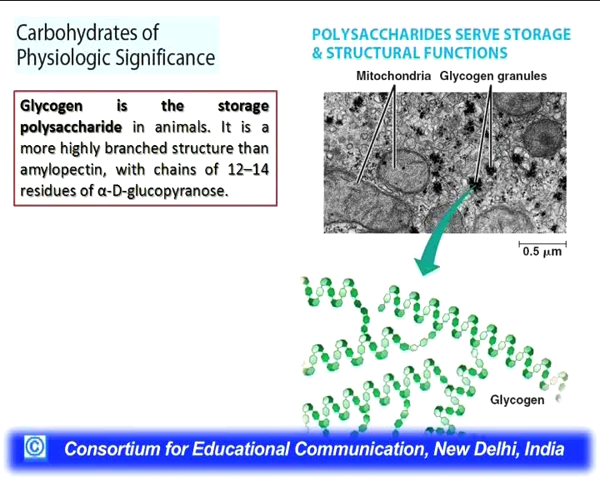 Carbohydrates of
Physiologic Significance
Glycogen is the storage
polysaccharide in animals. It is a
more highly branched structure than
amylopectin, with chains of 12–14
residues of α-D-glucopyranose.
POLYSACCHARIDES SERVE STORAGE
& STRUCTURAL FUNCTIONS
Mitochondria Glycogen granules
0.5 μm
Glycogen
© Consortium for Educational Communication, New Delhi, India